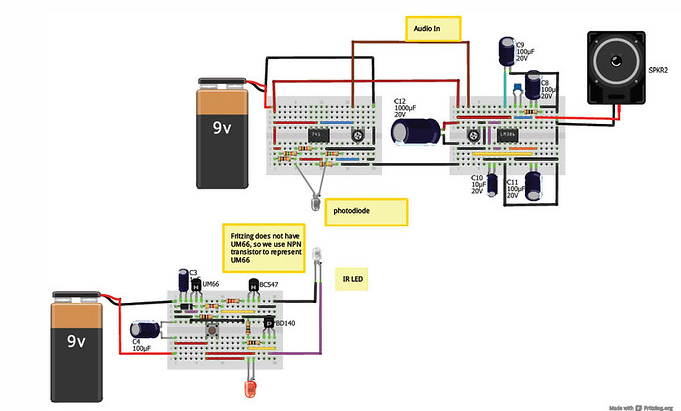 Audio In
C9
100µF
20V
C8
100µ
20V
SPKR2
C12
1000µF
20V
9v
741
LM386
C10
10µF
20V
C11
100µF
20V
photodiode
Fritzing does not have
UM66, so we use NPN
transistor to represent
UM66
IR LED
C3
UM66
BC547
BD140
9v
C4
100µF
Made with Fritzing.org